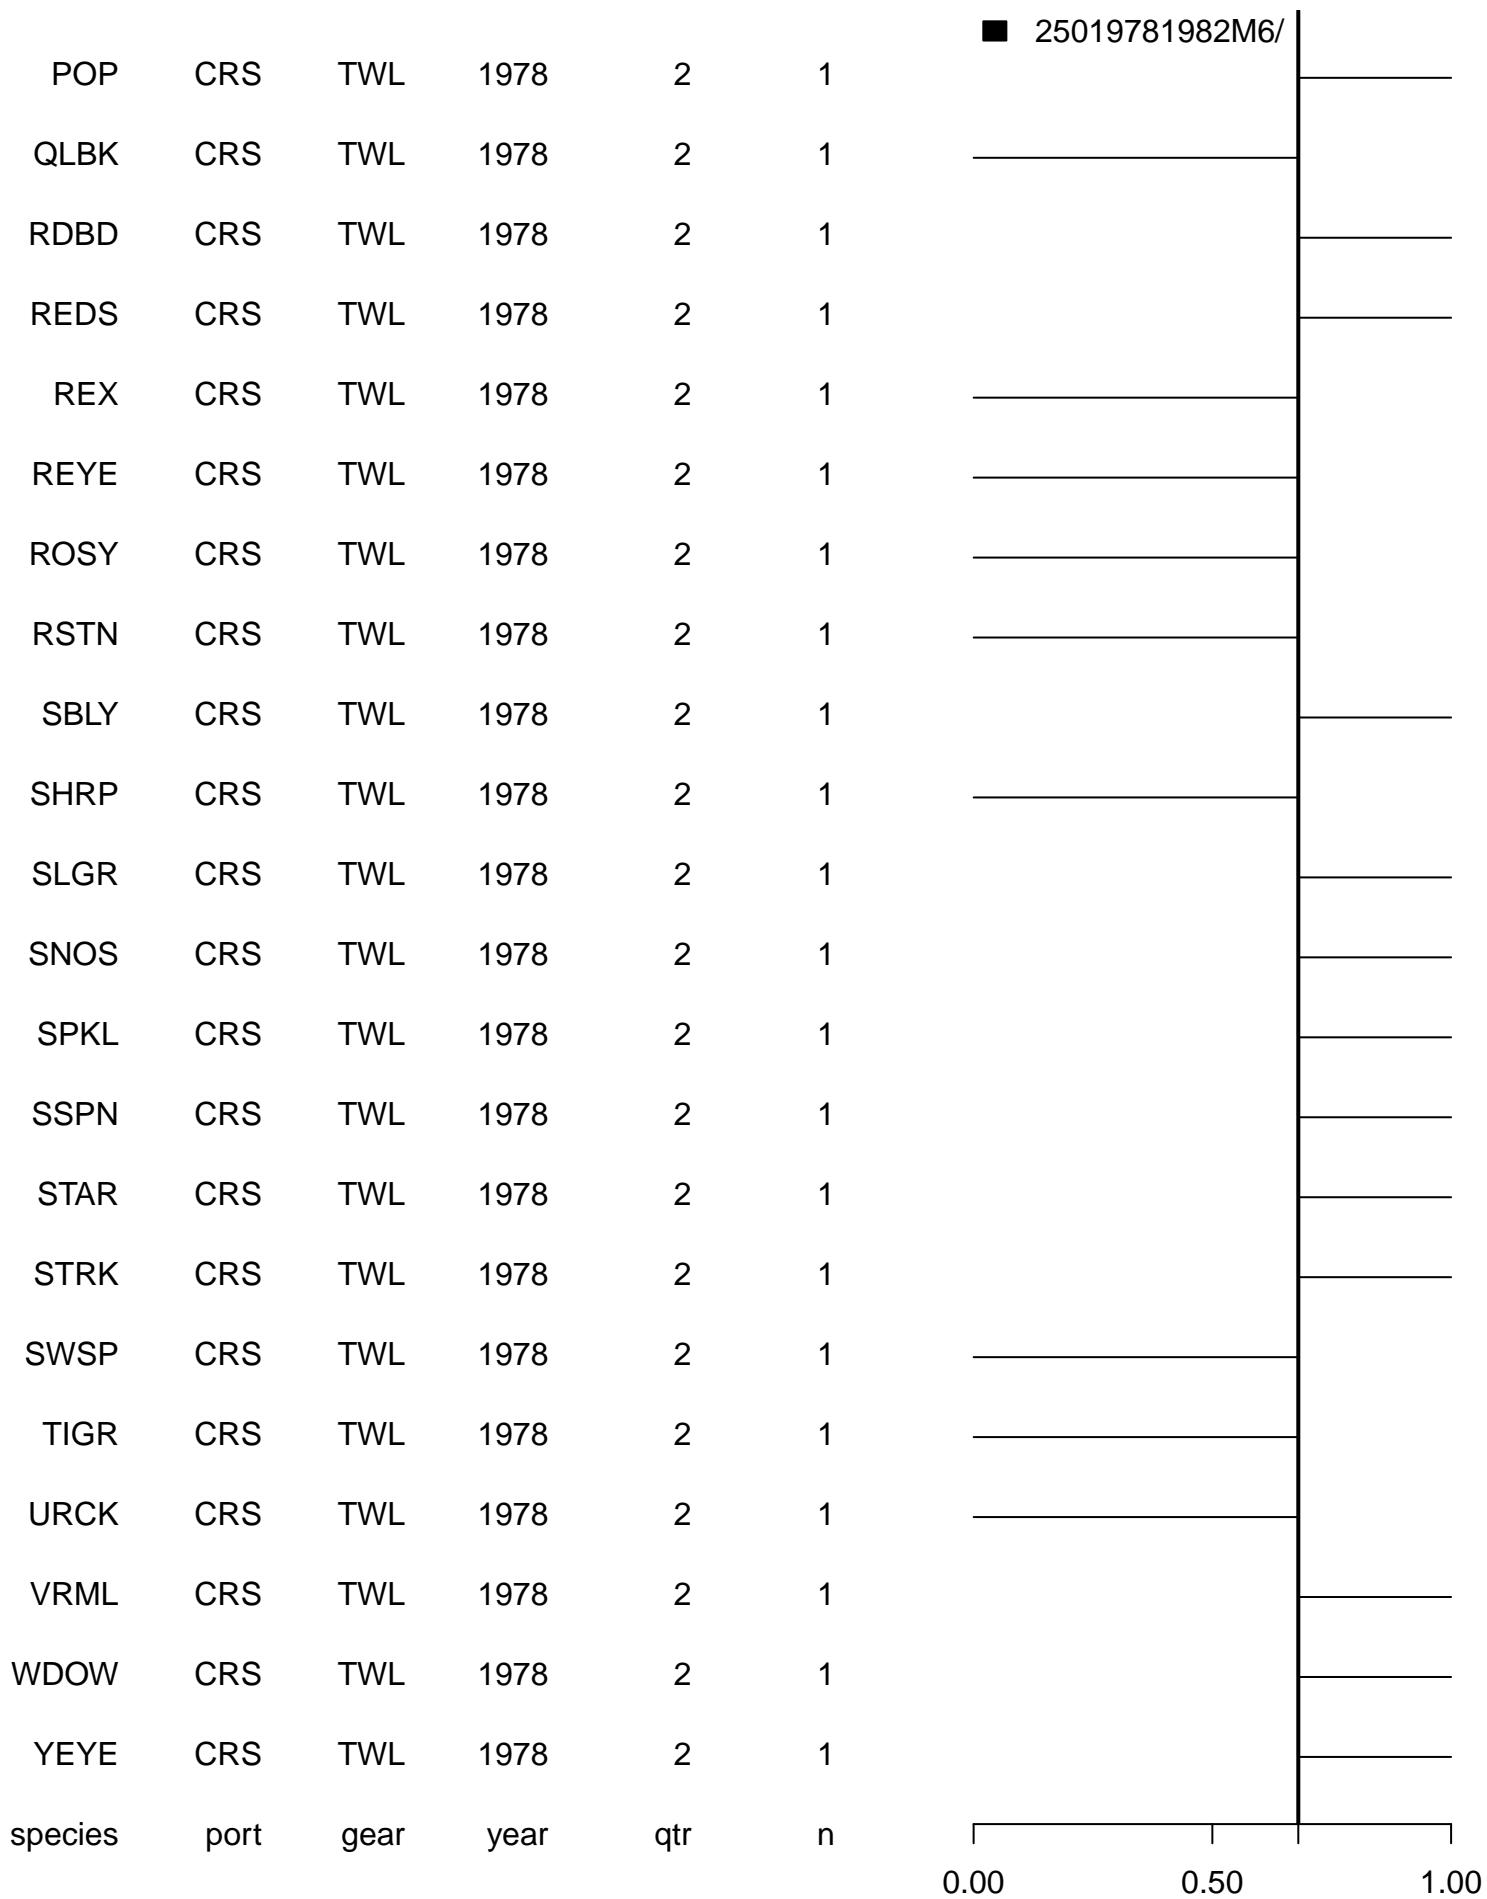 25019781982M6/
POP CRS TWL 1978 2 1
QLBK CRS TWL 1978 2 1
RDBD CRS TWL 1978 2 1
REDS CRS TWL 1978 2 1
REX CRS TWL 1978 2 1
REYE CRS TWL 1978 2 1
ROSY CRS TWL 1978 2 1
RSTN CRS TWL 1978 2 1
SBLY CRS TWL 1978 2 1
SHRP CRS TWL 1978 2 1
SLGR CRS TWL 1978 2 1
SNOS CRS TWL 1978 2 1
SPKL CRS TWL 1978 2 1
SSPN CRS TWL 1978 2 1
STAR CRS TWL 1978 2 1
STRK CRS TWL 1978 2 1
SWSP CRS TWL 1978 2 1
TIGR CRS TWL 1978 2 1
URCK CRS TWL 1978 2 1
VRML CRS TWL 1978 2 1
WDOW CRS TWL 1978 2 1
YEYE CRS TWL 1978 2 1
species port gear year qtr n
0.00 0.50 1.00